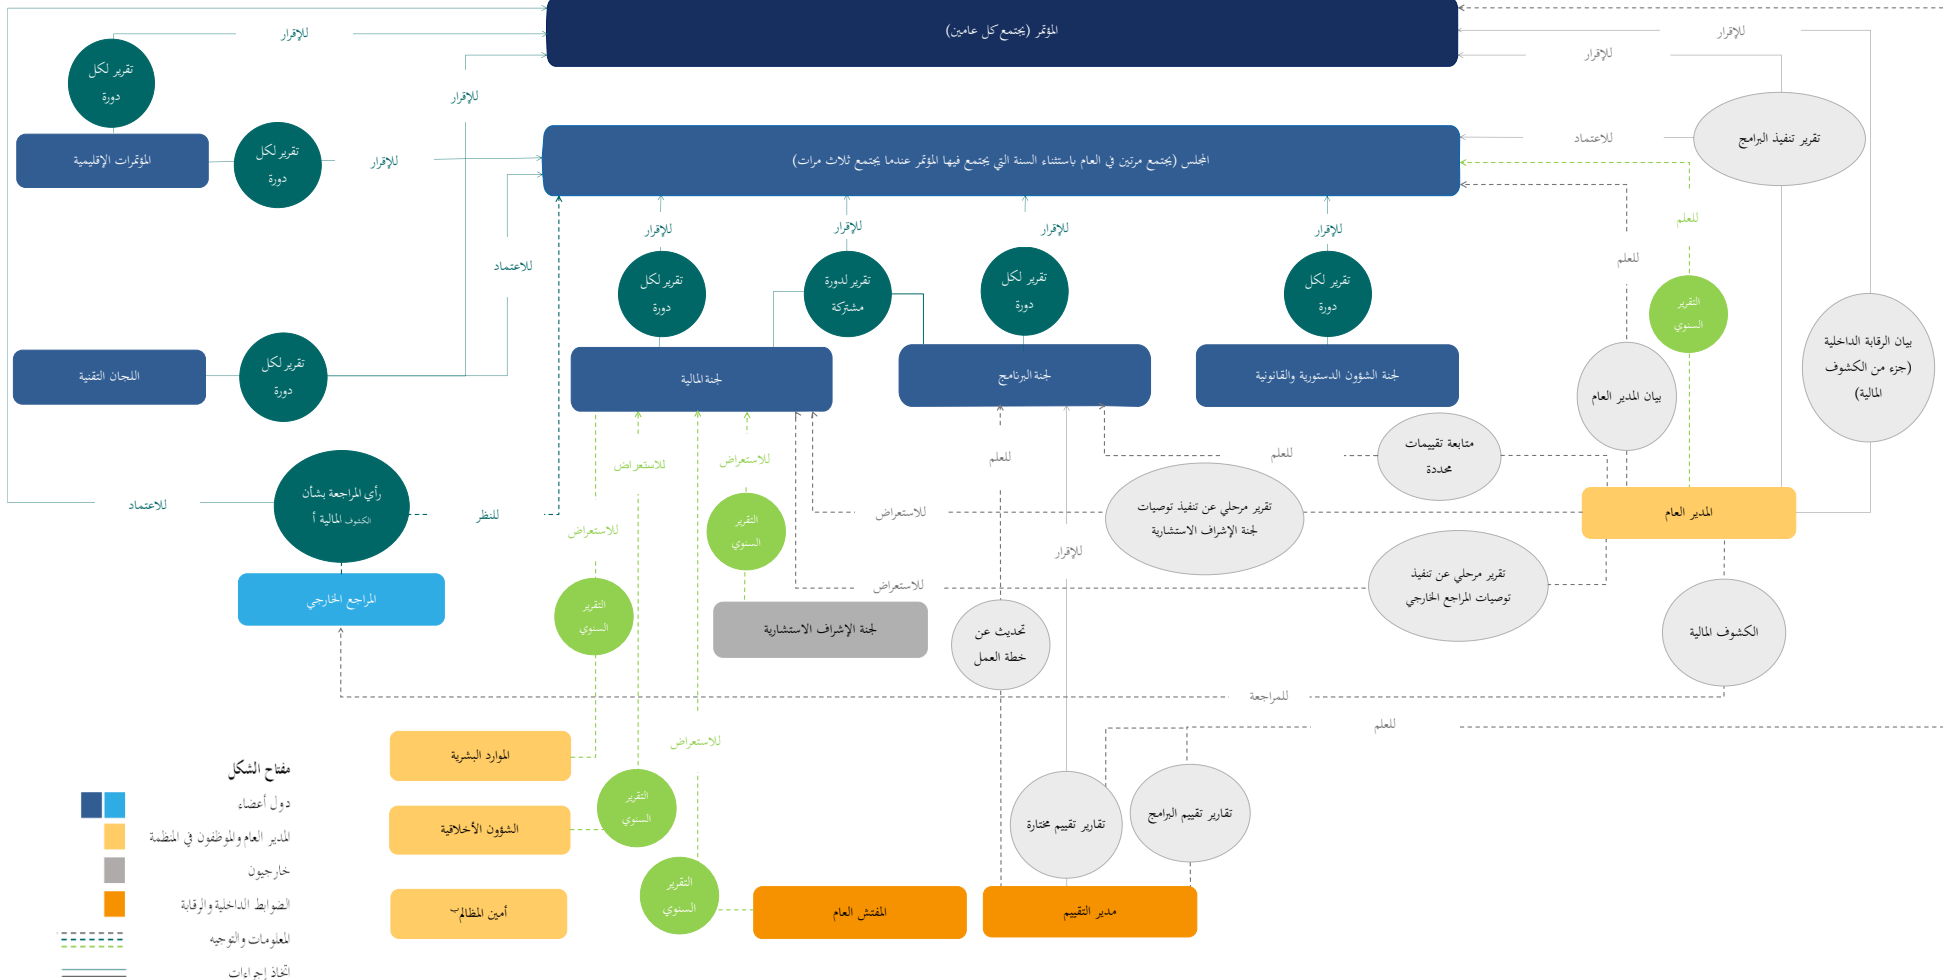 المؤتمر (يجتمع كل عامين)
للإقرار
للإقرار
للإقرار
تقرير لكل
دورة
للإقرار
تقرير تنفيذ البرامج
للاعتماد
المجلس (يجتمع مرتين في العام باستثناء السنة التي يجتمع فيها المؤتمر عندما يجتمع ثلاث مرات)
المؤتمرات الإقليمية
تقرير لكل
دورة
للإقرار
للعلم
للعلم
للإقرار
للإقرار
للإقرار
للإقرار
للاعتماد
تقرير لكل
دورة
تقرير لدورة
مشتركة
تقرير لكل
دورة
تقرير لكل
دورة
التقرير
السنوي
بيان الرقابة الداخلية
(جزء من الكشوف
المالية)
اللجان التقنية
تقرير لكل
دورة
لجنة المالية
لجنة البرنامج
لجنة الشؤون الدستورية والقانونية
بيان المدير العام
متابعة تقييمات
محددة
للعلم
للعلم
للاستعراض
للاستعراض
رأي المراجعة بشأن
الكشوف المالية أ
للاعتماد
للنظر
للاستعراض
التقرير
السنوي
للاستعراض
تقرير مرحلي عن تنفيذ توصيات
لجنة الإشراف الاستشارية
المدير العام
للإقرار
للاستعراض
تقرير مرحلي عن تنفيذ
توصيات المراجع الخارجي
المراجع الخارجي
التقرير
السنوي
لجنة الإشراف الاستشارية
تحديث عن
خطة العمل
الكشوف المالية
للمراجعة
للعلم
للاستعراض
الموارد البشرية
الشؤون الأخلاقية
التقرير
السنوي
تقارير تقييم مختارة
تقارير تقييم البرامج
التقرير
السنوي
أمين المظالم ب
المفتش العام
مدير التقييم
مفتاح الشكل
دول أعضاء
المدير العام والموظفون في المنظمة
خارجيون
الضوابط الداخلية والرقابة
المعلومات والتوجيه
اتخاذ إجراءات